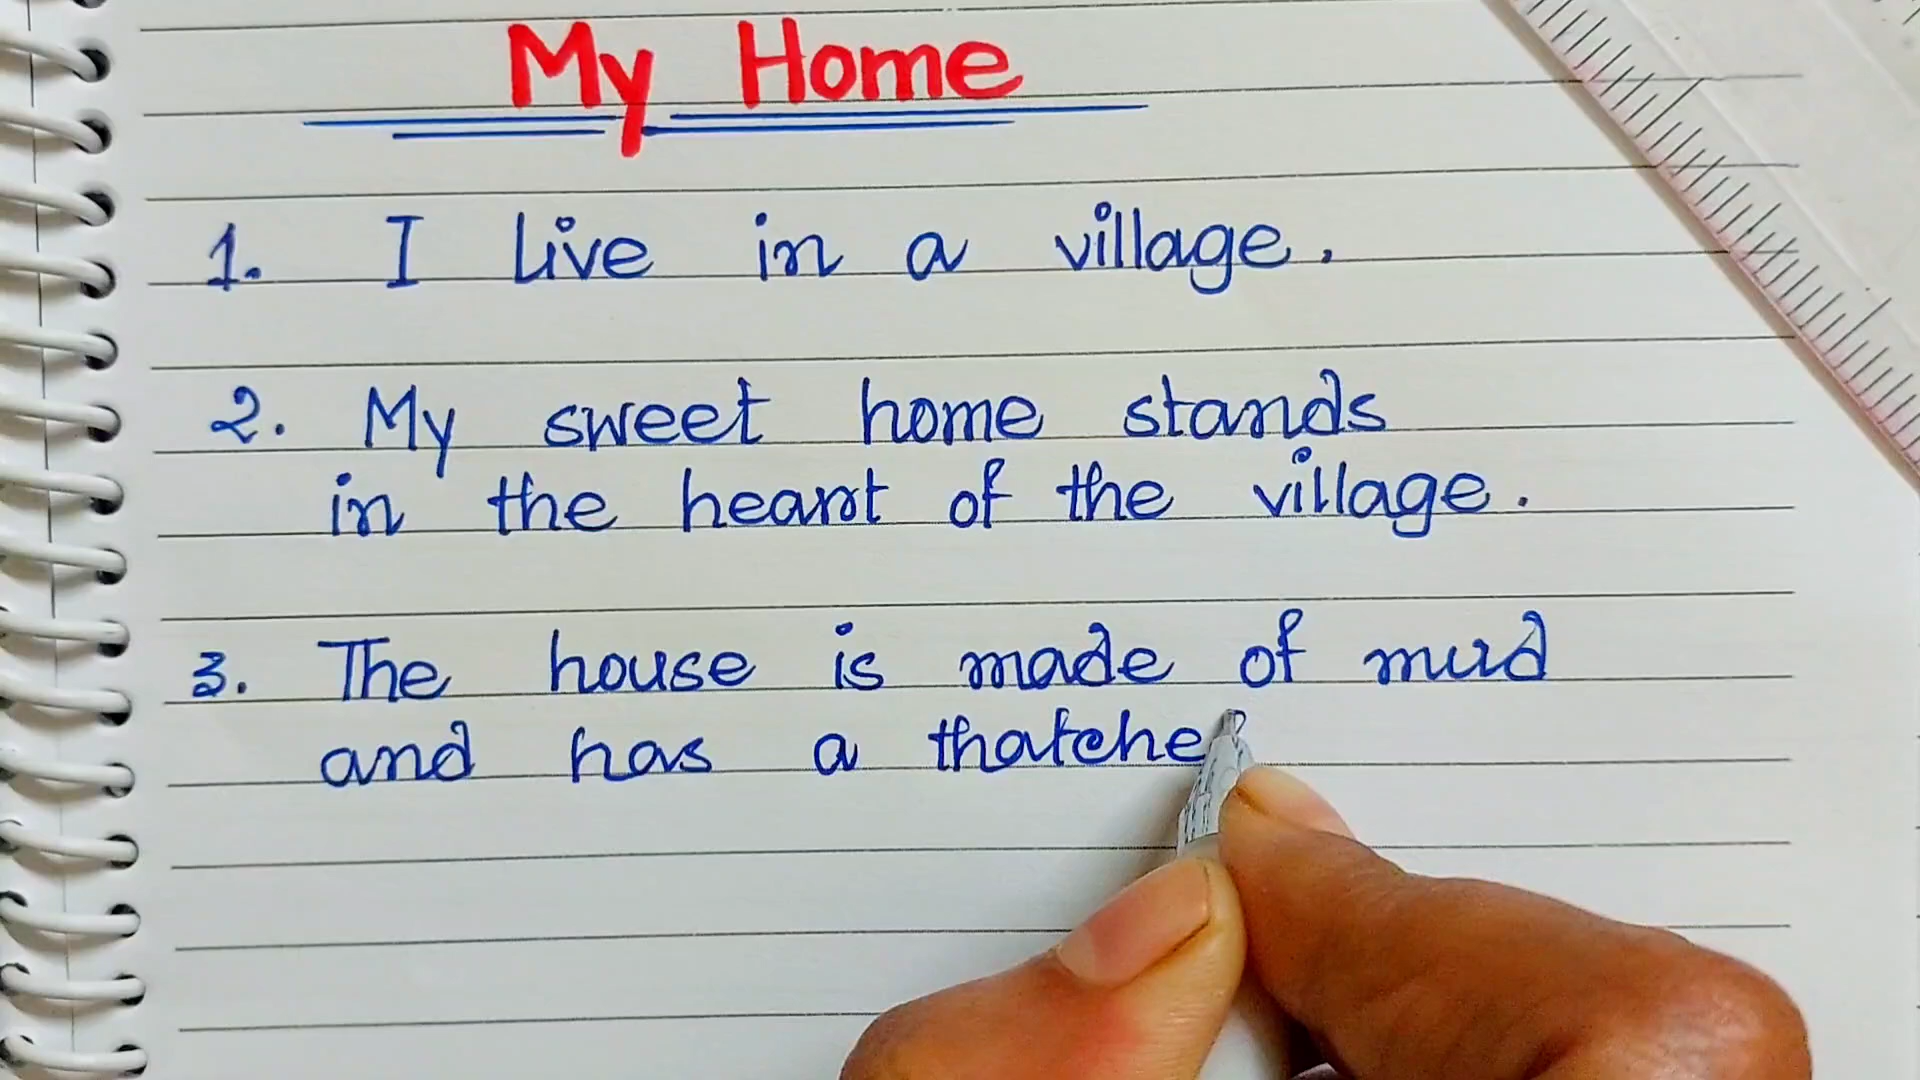 My Home
1. I live in a village.
2. My sweet home stands
in the heart of the village.
3. The house is made of mud
and has a thatche